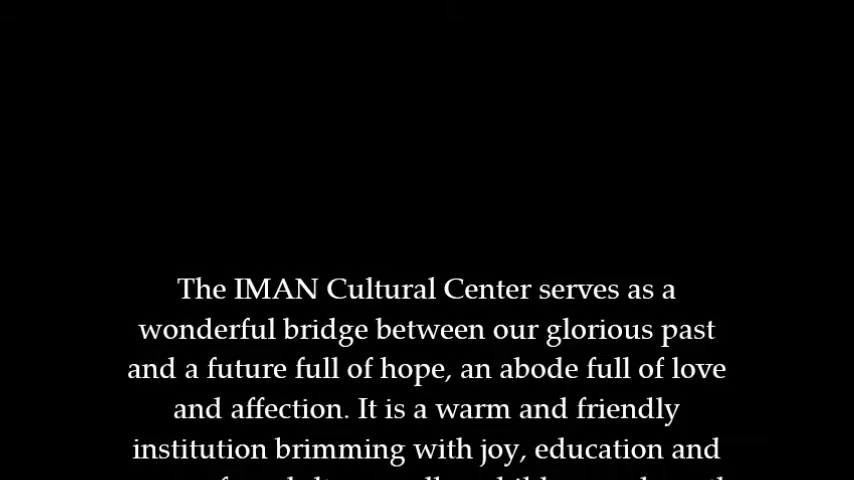 The IMAN Cultural Center serves as a
wonderful bridge between our glorious past
and a future full of hope, an abode full of love
and affection. It is a warm and friendly
institution brimming with joy, education and